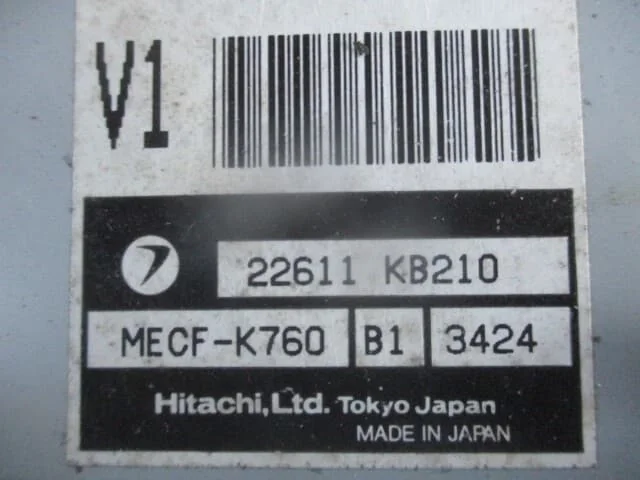 V1
22611 KB210
MECF-K760 B1 3424
Hitachi, Ltd. Tokyo Japan
MADE IN JAPAN